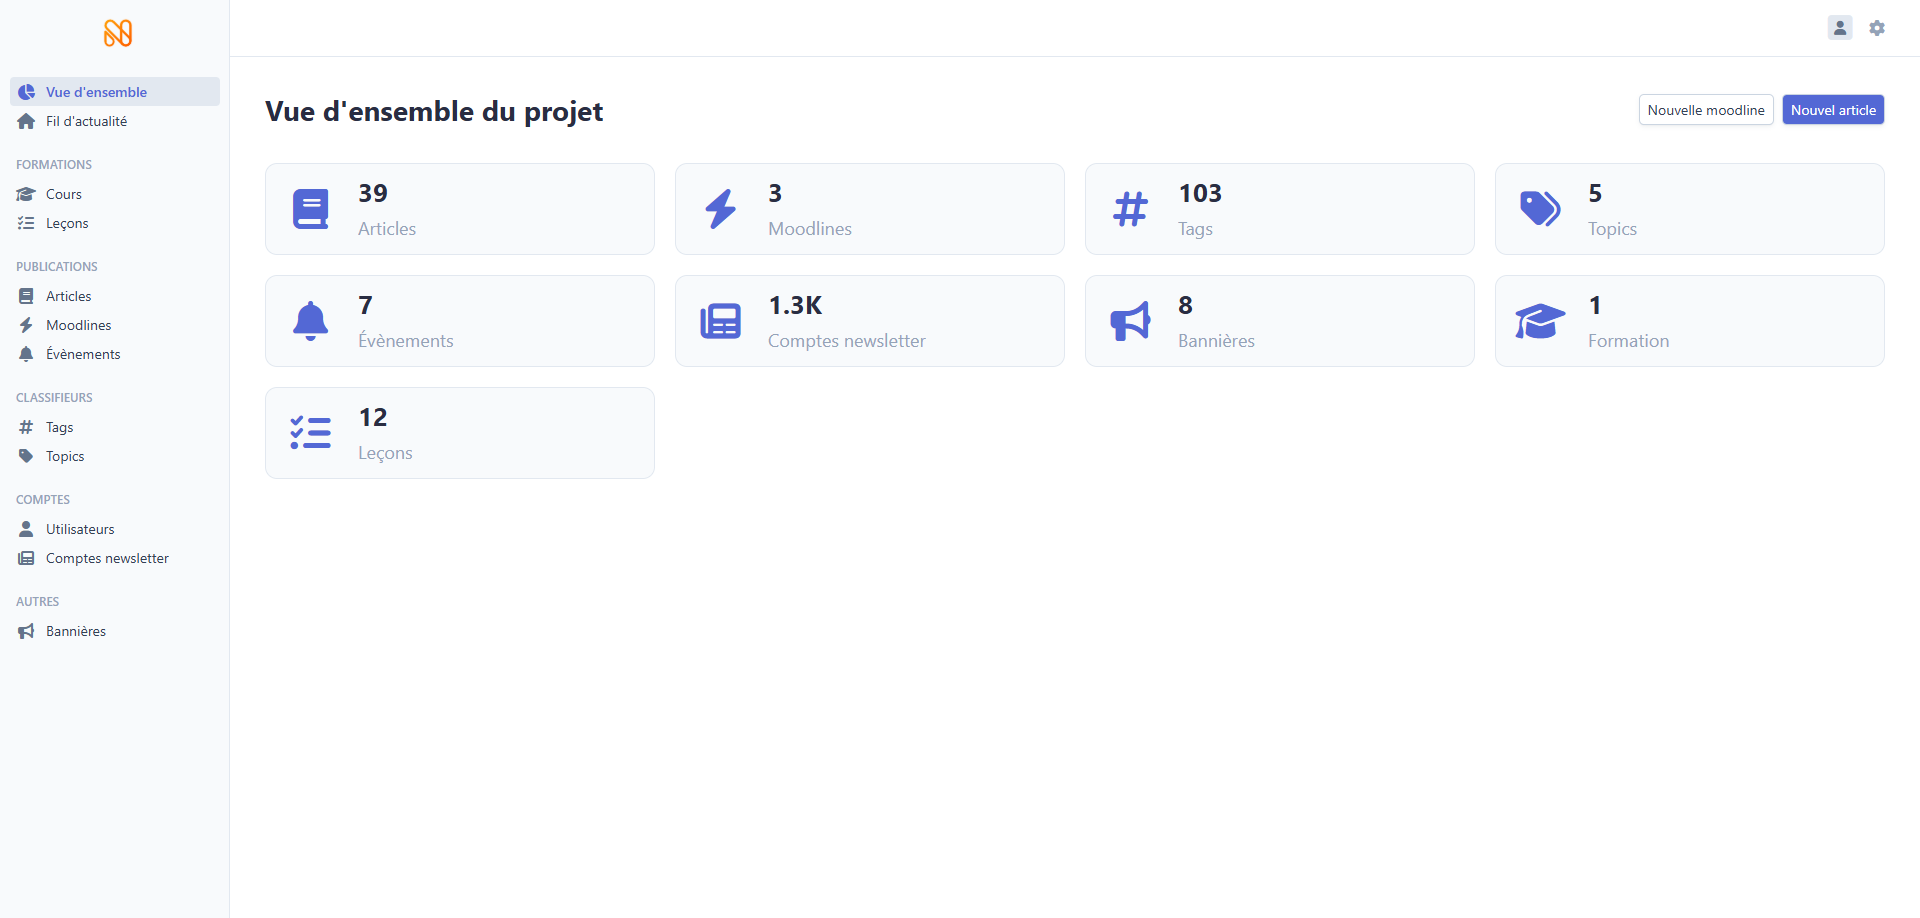 Vue d'ensemble
Fil d'actualité
FORMATIONS
Cours
Leçons
PUBLICATIONS
Articles
Moodlines
Évènements
CLASSIFIEURS
Tags
Topics
COMPTES
Utilisateurs
Comptes newsletter
AUTRES
Bannières
Vue d'ensemble du projet
Nouvelle moodline
Nouvel article
39
Articles
3
Moodlines
103
Tags
5
Topics
7
Évènements
1.3K
Comptes newsletter
8
Bannières
1
Formation
12
Leçons